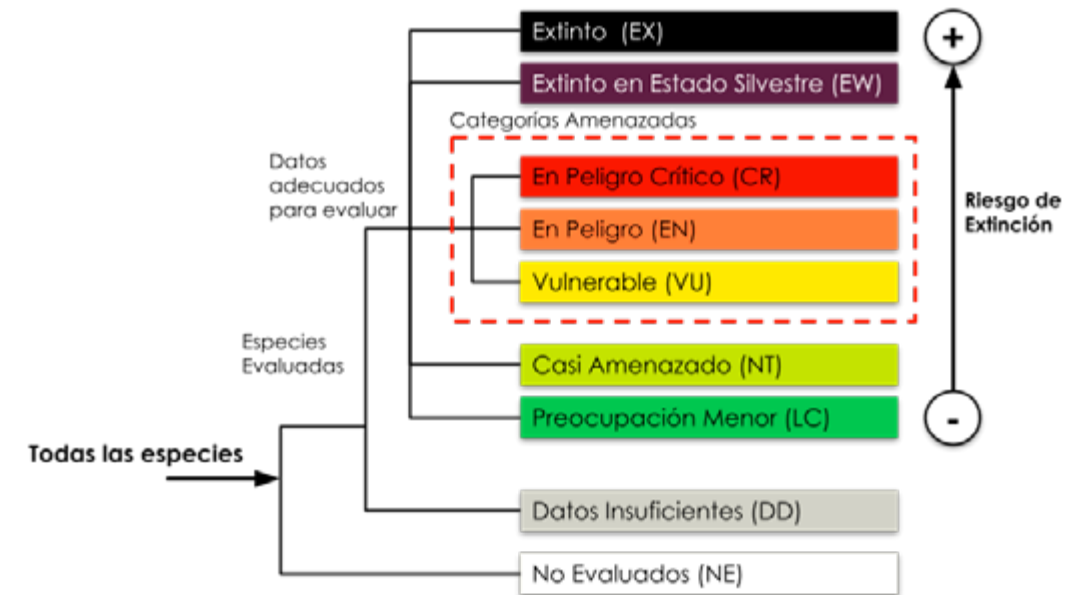 Extinto (EX)
+
Extinto en Estado Silvestre (EW)
Categorías Amenazadas
Datos
adecuados
para evaluar
En Peligro Crítico (CR)
Riesgo de
Extinción
En Peligro (EN)
Vulnerable (VU)
Especies
Evaluadas
Casi Amenazado (NT)
Preocupación Menor (LC)
-
Todas las especies
Datos Insuficientes (DD)
No Evaluados (NE)